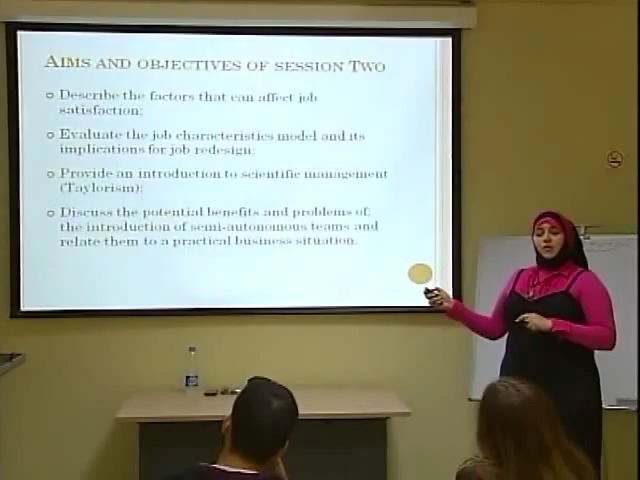 AIMS AND OBJECTIVES OF SESSION TWO
Describe the factors that can affect job
satisfaction;
Evaluate the job characteristics model and its
implications for job redesign;
Provide an introduction to scientific management
(Taylorism);
Discuss the potential benefits and problems of;
the introduction of semi-autonomous teams and
relate them to a practical business situation.